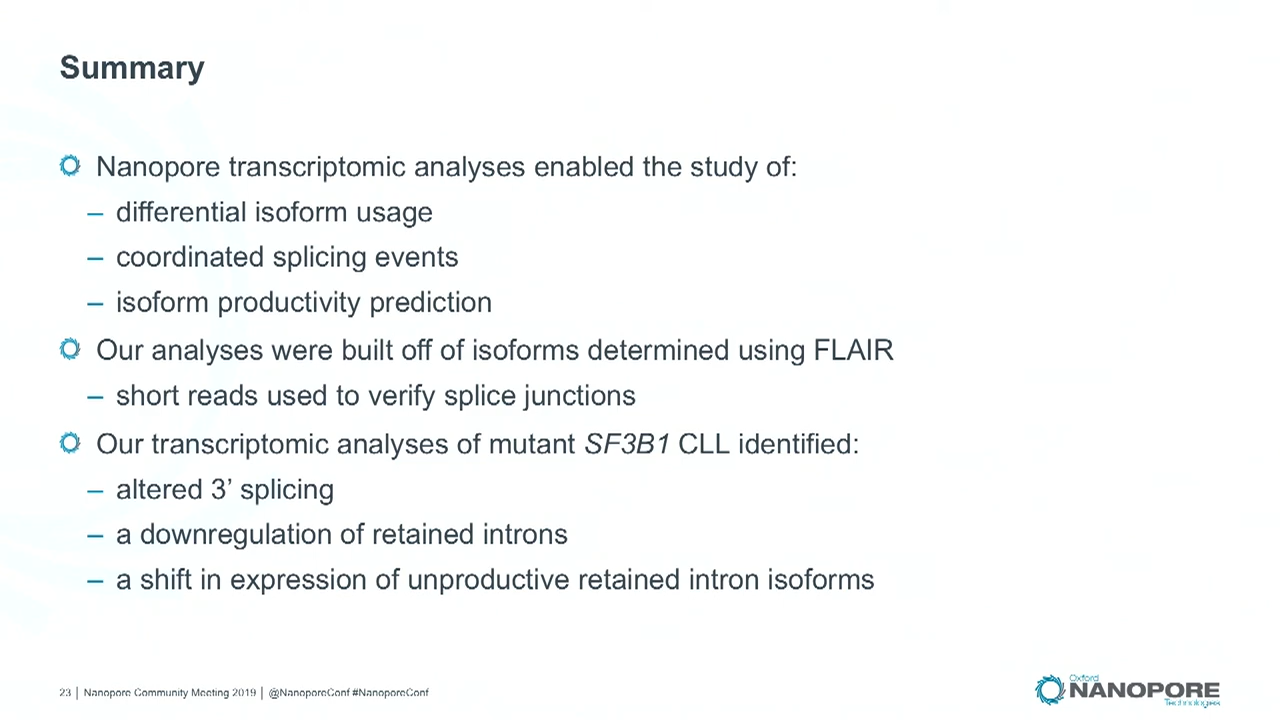 Summary
Nanopore transcriptomic analyses enabled the study of:
– differential isoform usage
– coordinated splicing events
– isoform productivity prediction
Our analyses were built off of isoforms determined using FLAIR
– short reads used to verify splice junctions
Our transcriptomic analyses of mutant SF3B1 CLL identified:
– altered 3’ splicing
– a downregulation of retained introns
– a shift in expression of unproductive retained intron isoforms
23 | Nanopore Community Meeting 2019 | @NanoporeConf #NanoporeConf
Oxford
NANOPORE
Technologies